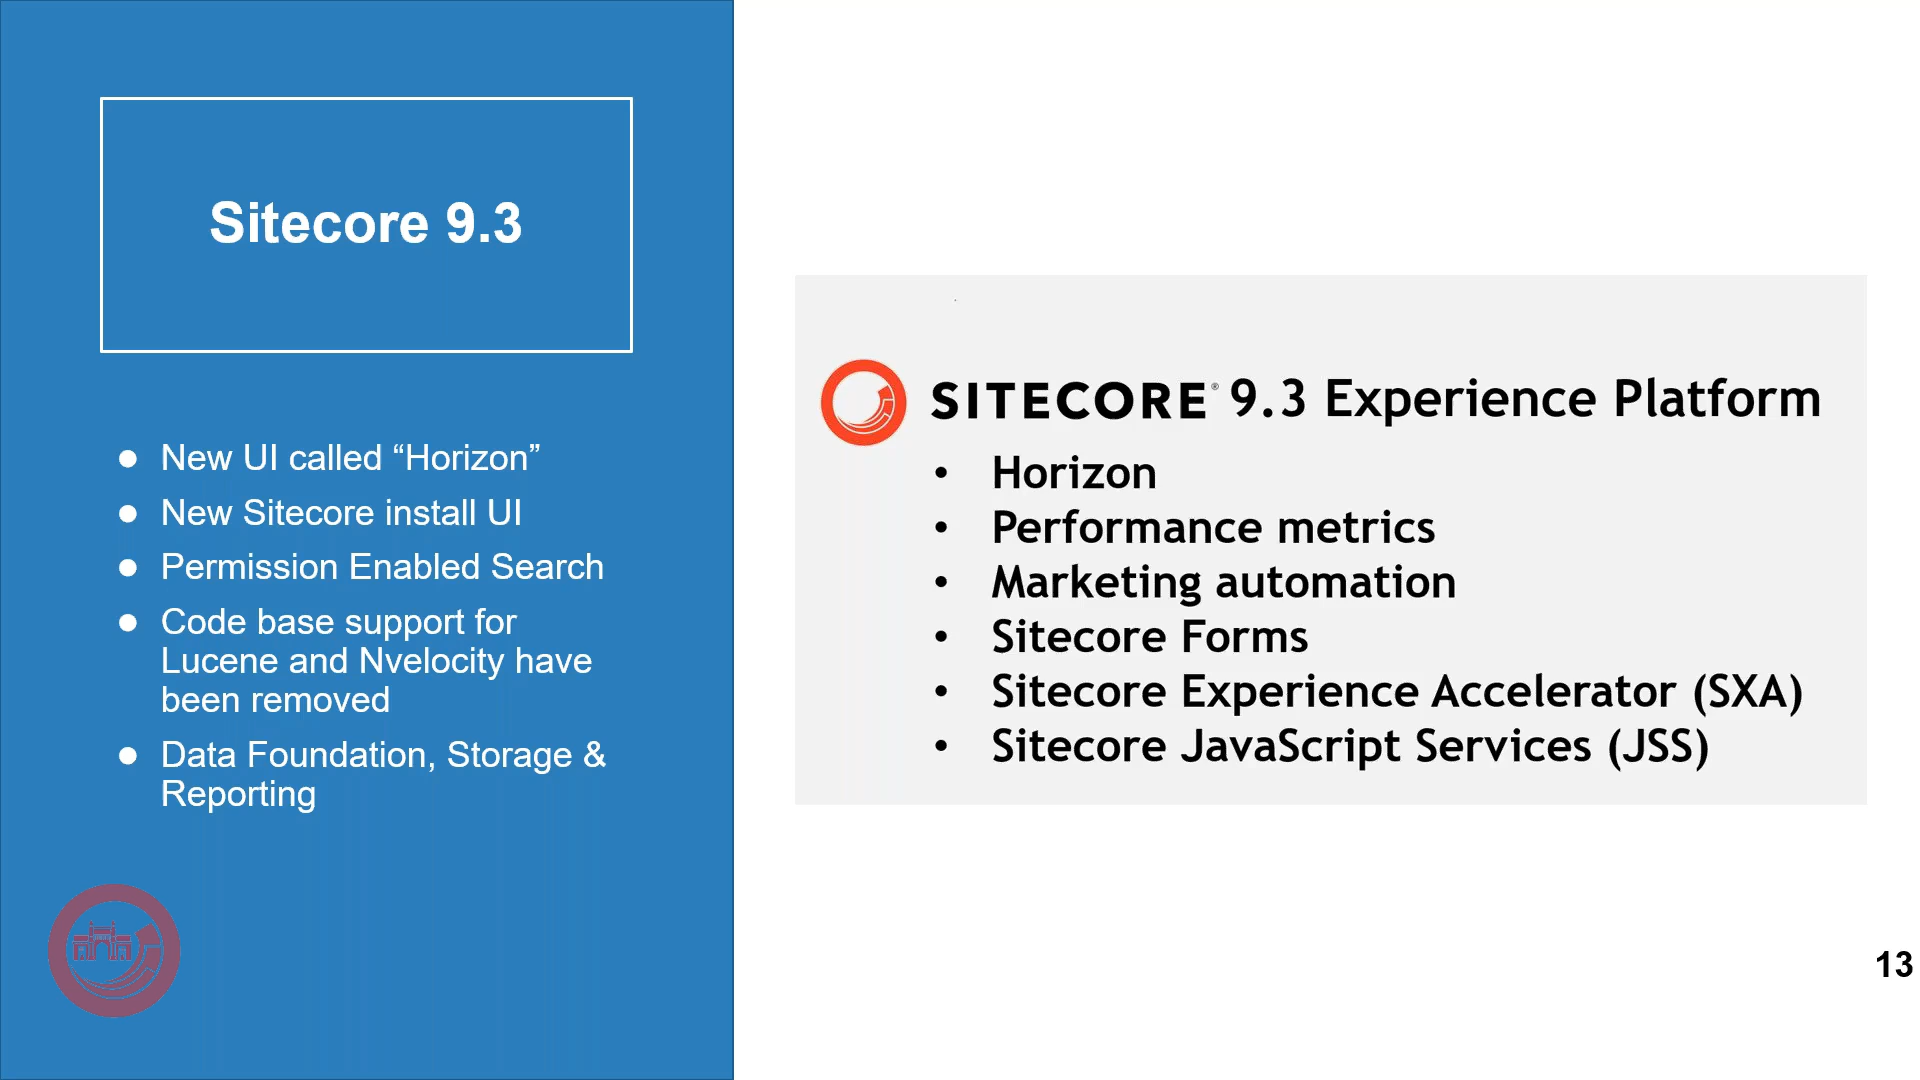 Sitecore 9.3
● New UI called “Horizon”
● New Sitecore install UI
● Permission Enabled Search
● Code base support for
Lucene and Nvelocity have
been removed
● Data Foundation, Storage &
Reporting
SITECORE® 9.3 Experience Platform
• Horizon
• Performance metrics
• Marketing automation
• Sitecore Forms
• Sitecore Experience Accelerator (SXA)
• Sitecore JavaScript Services (JSS)
13